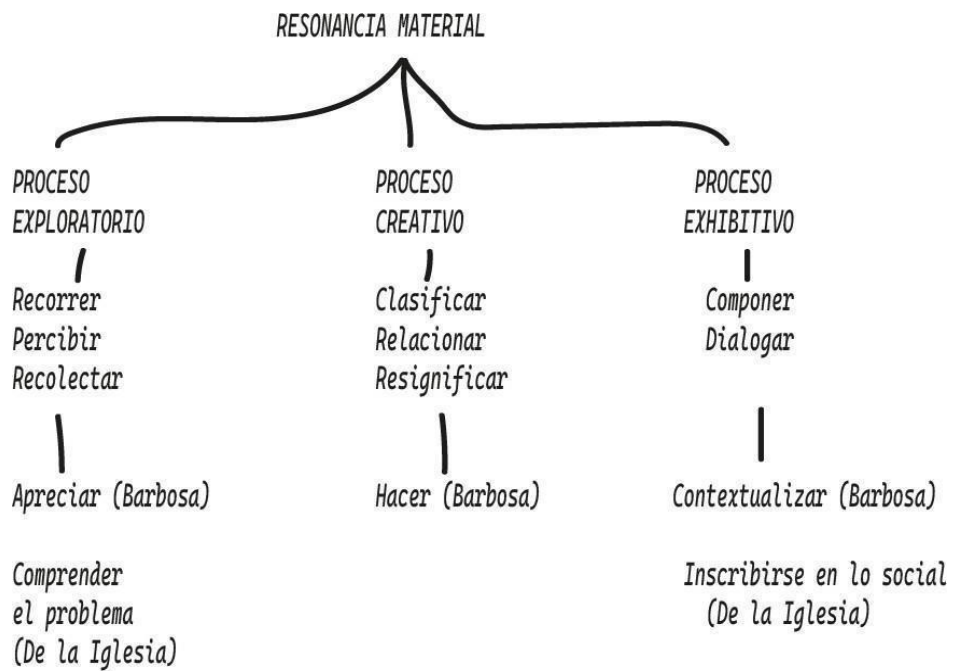 RESONANCIA MATERIAL
PROCESO
EXPLORATORIO
Recorrer
Percibir
Recolectar
Apreciar (Barbosa)
Comprender
el problema
(De la Iglesia)
PROCESO
CREATIVO
Clasificar
Relacionar
Resignificar
Hacer (Barbosa)
PROCESO
EXHIBITIVO
Componer
Dialogar
Contextualizar (Barbosa)
Inscribirse en lo social
(De la Iglesia)